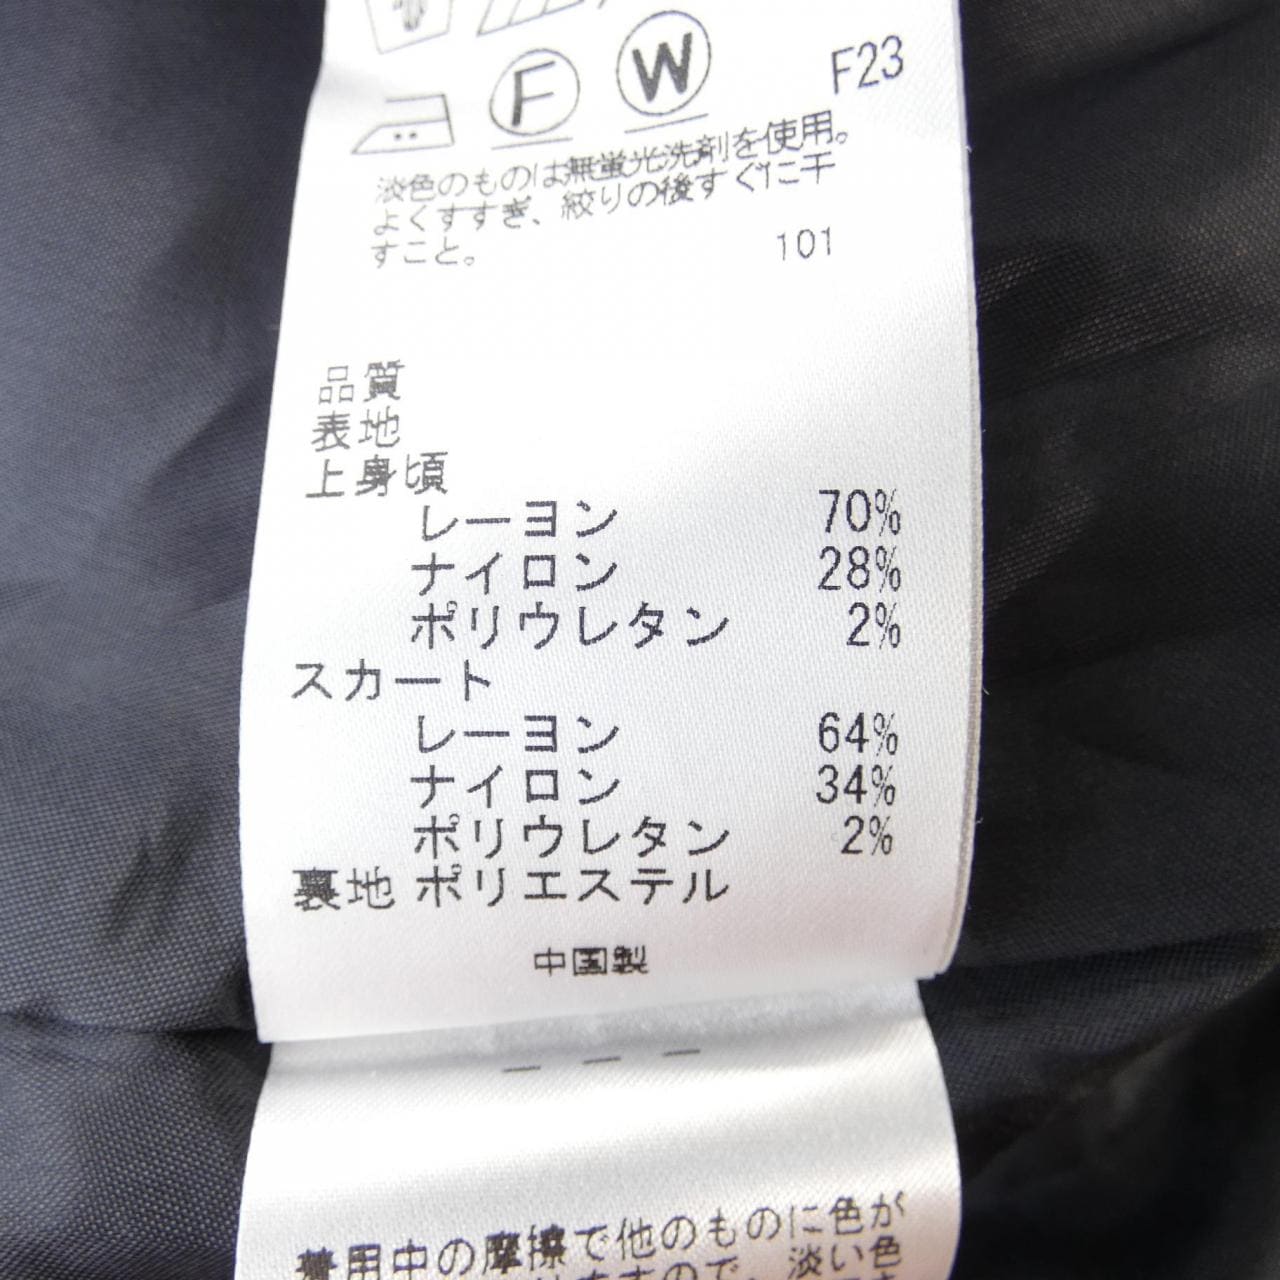 F W F23
淡色のものは無蛍光洗剤を使用。
よくすすぎ、絞りの後すぐに干
すこと。 101
品質
表地
上身頃
レーヨン 70%
ナイロン 28%
ポリウレタン 2%
スカート
レーヨン 64%
ナイロン 34%
ポリウレタン 2%
裏地 ポリエステル
中国製
着用中の摩擦で他のものに色が
ので、淡い色